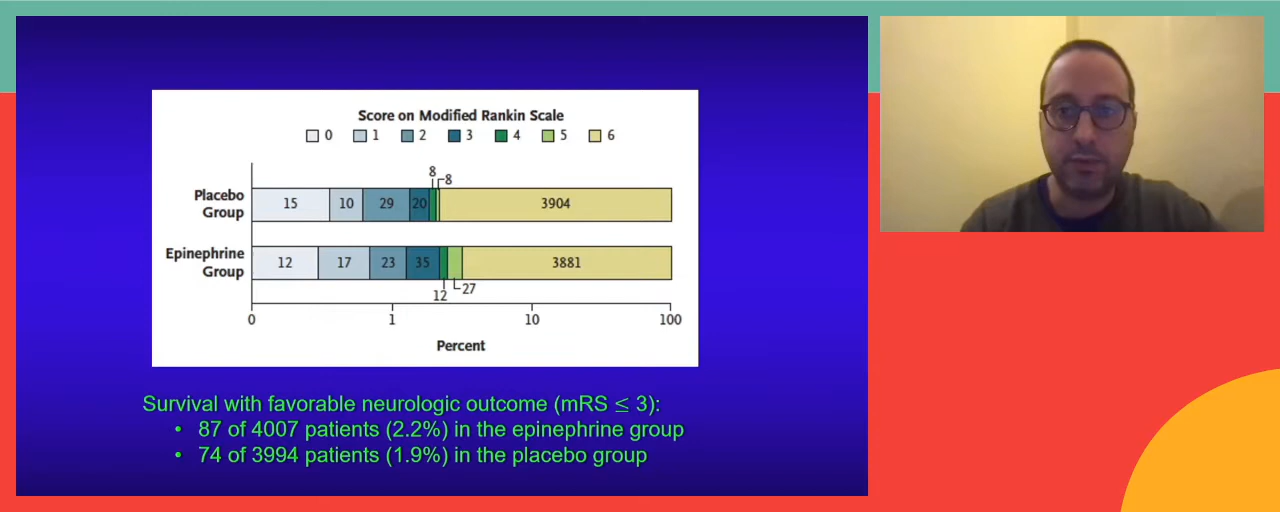 Score on Modified Rankin Scale
0 1 2 3 4 5 6
8
8
Placebo
Group
15 10 29 20 3904
Epinephrine
Group
12 17 23 35 3881
12
27
0 1 10 100
Percent
Survival with favorable neurologic outcome (mRS ≤ 3):
• 87 of 4007 patients (2.2%) in the epinephrine group
• 74 of 3994 patients (1.9%) in the placebo group